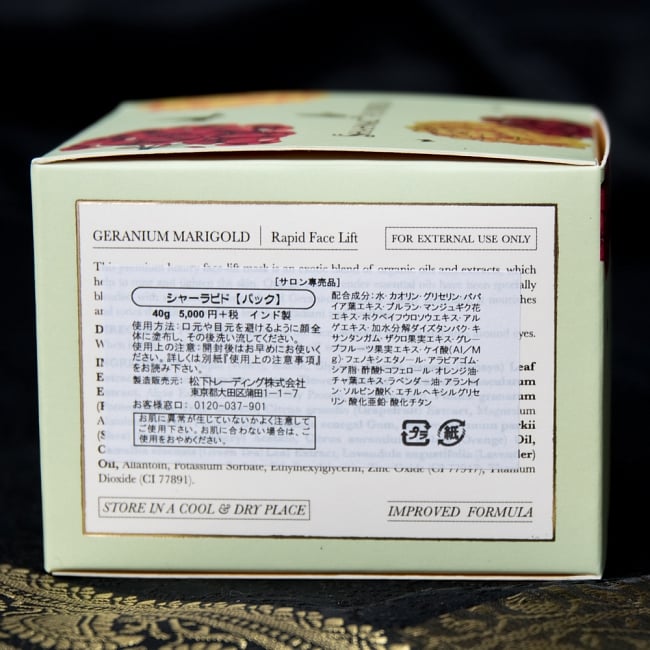 GERANIUM MARIGOLD | Rapid Face Lift
FOR EXTERNAL USE ONLY
[サロン専売品]
シャーラピド【パック】
40g 5,000円+税 インド製
使用方法:口元や目元を避けるように顔全
体に塗布し、その後洗い流してください。
使用上の注意:開封後はお早めにお使いく
ださい。詳しくは別紙『使用上の注意事項』
をお読み下さい。
製造販売元: 松下トレーディング株式会社
東京都大田区蒲田1-1-7
お客様窓口: 0120-037-901
お肌に異常が生じていないかよく注意して
ご使用下さい。お肌に合わない場合は、ご
使用をおやめください。
配合成分:水・カオリン・グリセリン・パパ
イア葉エキス・プルラン・マンジュギク花
エキス・ホクベイフウロソウエキス・アル
ゲエキス・加水分解ダイズタンパク・キ
サンタンガム・ザクロ果実エキス・グレー
プフルーツ果実エキス・ケイ酸(Al/M
g)・フェノキシエタノール・アラビアゴム・
シア脂・酢酸トコフェロール・オレンジ油・
チャ葉エキス・ラベンダー油・アラントイ
ン・ソルビン酸K・エチルヘキシルグリセ
リン・酸化亜鉛・酸化チタン
プラ 紙
Oil, Allantoin, Potassium Sorbate, Ethylhexylglycerin, Zinc Oxide (CI 77947), Titanium
Dioxide (CI 77891).
STORE IN A COOL & DRY PLACE
IMPROVED FORMULA